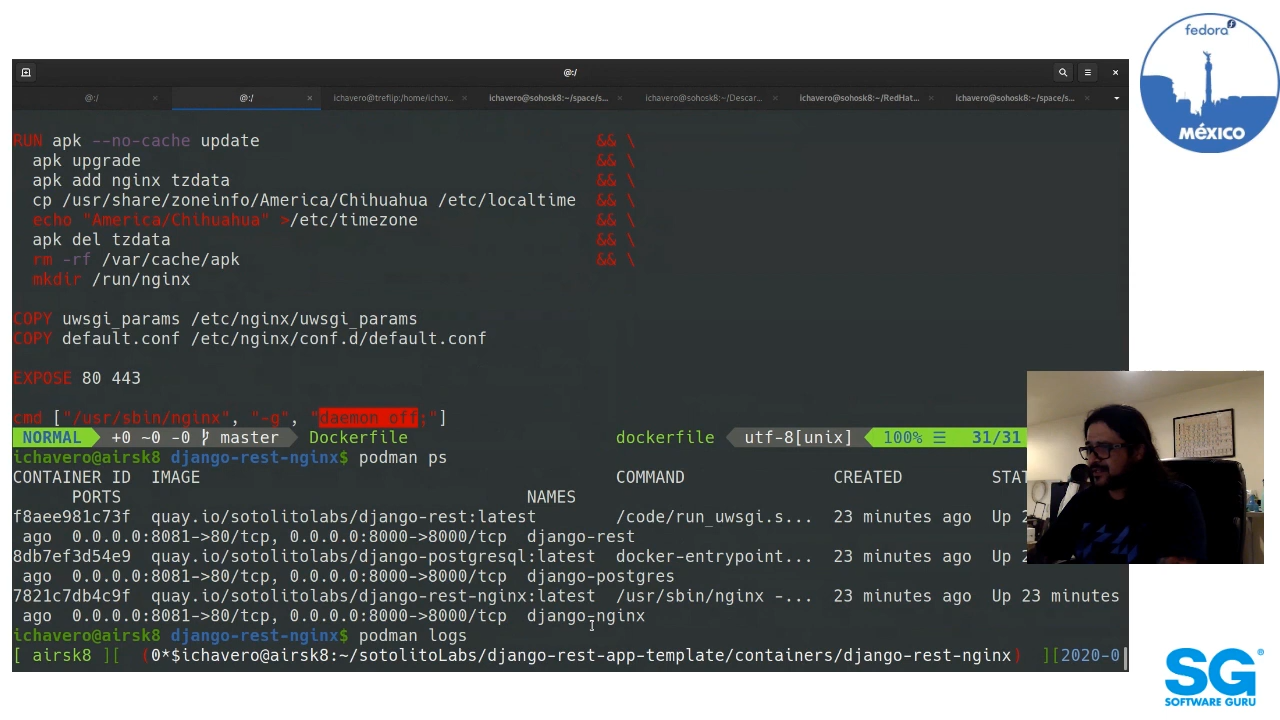 fedora
MÉXICO
@:/
@:/ × @:/ × ichavero@treflip:/home/ichav... × ichavero@sohosk8:~/space/s... × ichavero@sohosk8:~/Descar... × ichavero@sohosk8:~/RedHat... × ichavero@sohosk8:~/space/s... ×
RUN apk --no-cache update && \
apk upgrade && \
apk add nginx tzdata && \
cp /usr/share/zoneinfo/America/Chihuahua /etc/localtime && \
echo "America/Chihuahua" >/etc/timezone && \
apk del tzdata && \
rm -rf /var/cache/apk && \
mkdir /run/nginx
COPY uwsgi_params /etc/nginx/uwsgi_params
COPY default.conf /etc/nginx/conf.d/default.conf
EXPOSE 80 443
cmd ["/usr/sbin/nginx", "-g", "daemon off;"]
NORMAL +0 ~0 -0 master Dockerfile dockerfile utf-8[unix] 100% ☰ 31/31
ichavero@airsk8 django-rest-nginx$ podman ps
CONTAINER ID IMAGE COMMAND CREATED STAT
PORTS NAMES
f8aee981c73f quay.io/sotolitolabs/django-rest:latest /code/run_uwsgi.s... 23 minutes ago Up 2
ago 0.0.0.0:8081->80/tcp, 0.0.0.0:8000->8000/tcp django-rest
8db7ef3d54e9 quay.io/sotolitolabs/django-postgresql:latest docker-entrypoint... 23 minutes ago Up 2
ago 0.0.0.0:8081->80/tcp, 0.0.0.0:8000->8000/tcp django-postgres
7821c7db4c9f quay.io/sotolitolabs/django-rest-nginx:latest /usr/sbin/nginx -... 23 minutes ago Up 23 minutes
ago 0.0.0.0:8081->80/tcp, 0.0.0.0:8000->8000/tcp django-nginx
ichavero@airsk8 django-rest-nginx$ podman logs
[ airsk8 ][ (0*$ichavero@airsk8:~/sotolitoLabs/django-rest-app-template/containers/django-rest-nginx) ][2020-0
SG®
SOFTWARE GURU